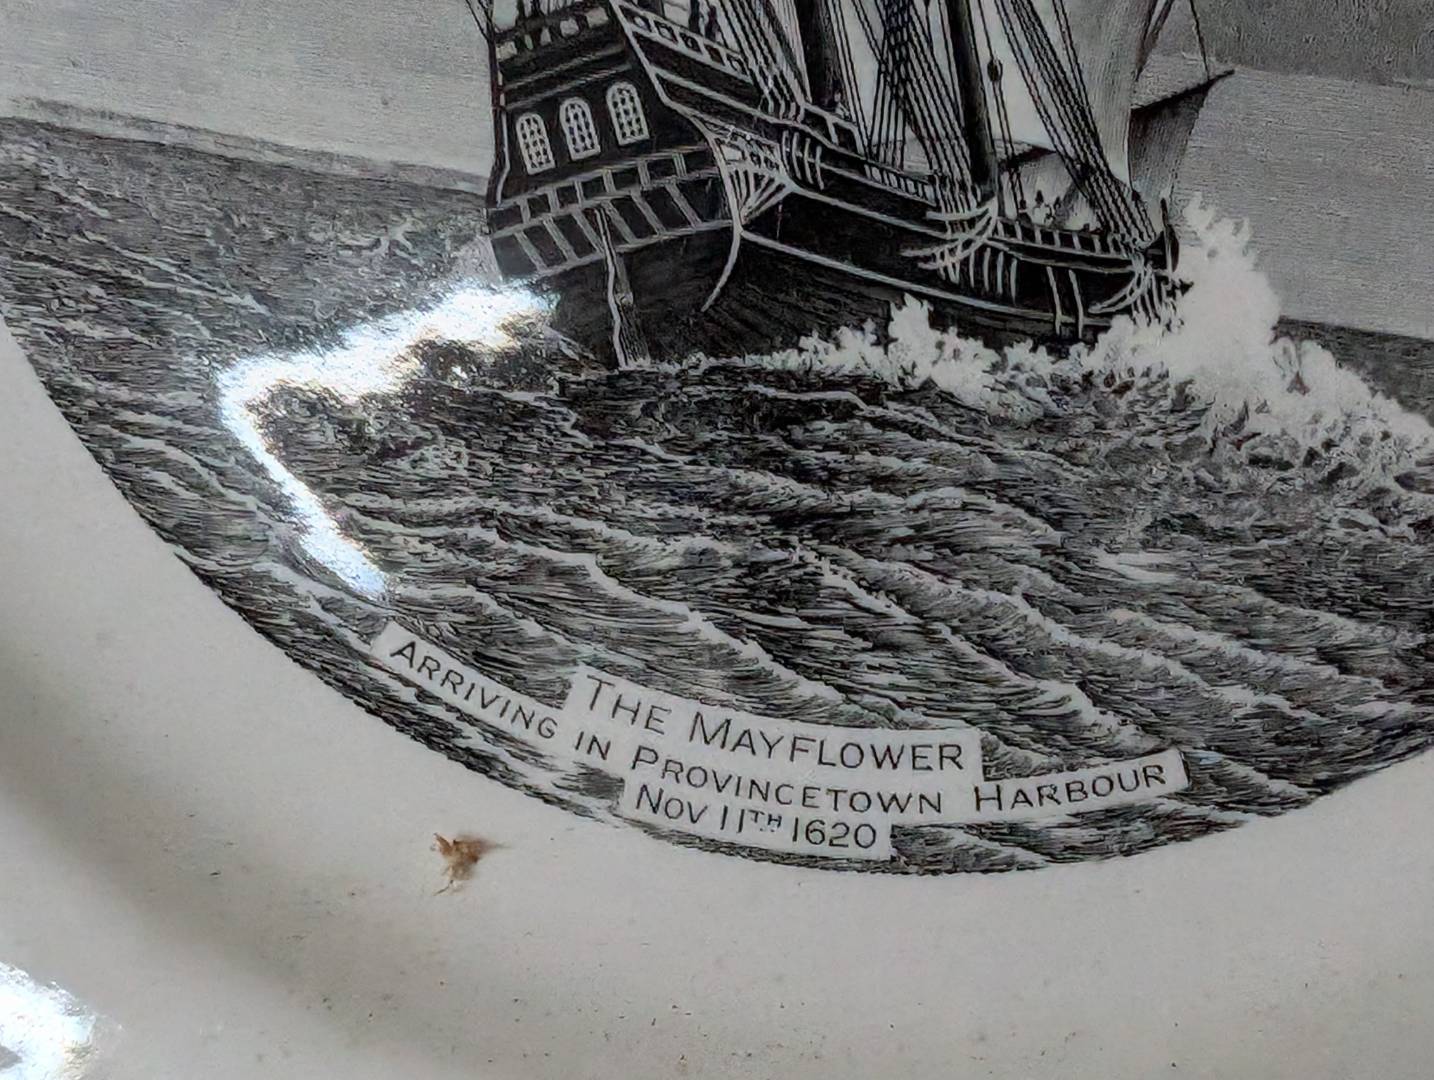 THE MAYFLOWER
ARRIVING IN PROVINCETOWN HARBOUR
NOV 11TH 1620